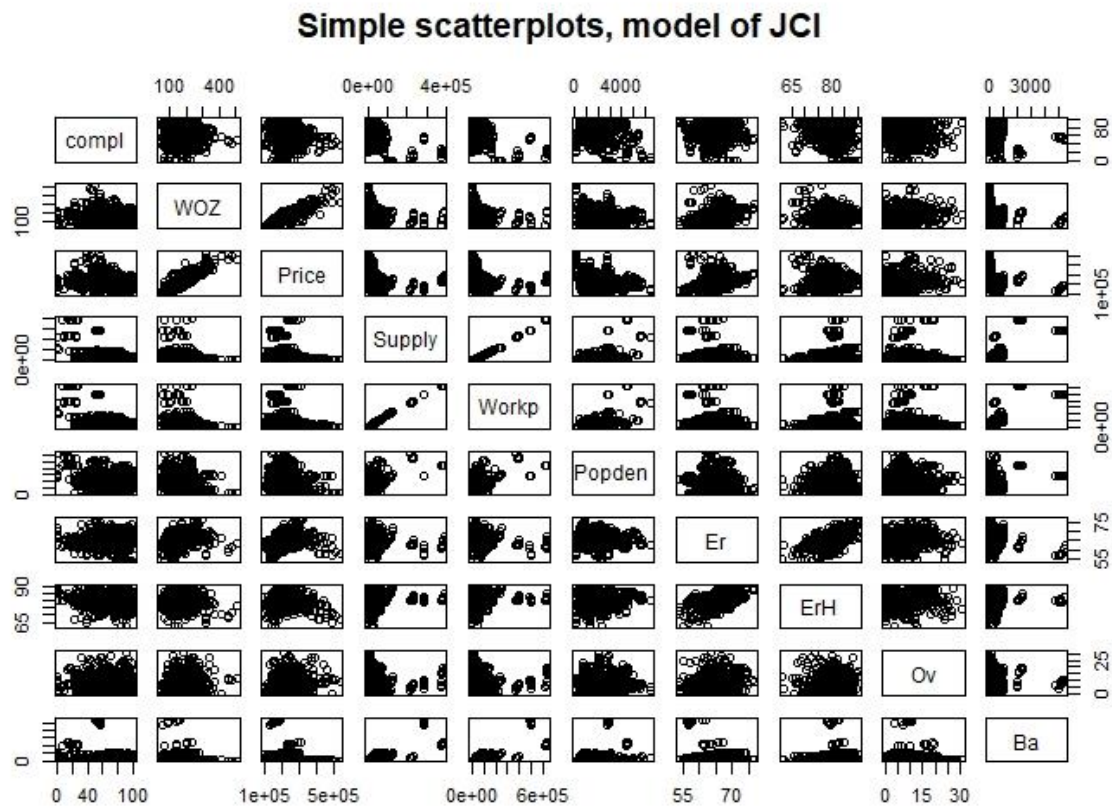 Simple scatterplots, model of JCI
100 400 0e+00 4e+05 0 4000 65 80 0 3000
compl 0 80
100 WOZ
Price 1e+05
0e+00 Supply
Workp 0e+00
0 Popden
Er 55 75
65 90 ErH
Ov 0 25
0 Ba
0 40 100 1e+05 5e+05 0e+00 6e+05 55 70 0 15 30